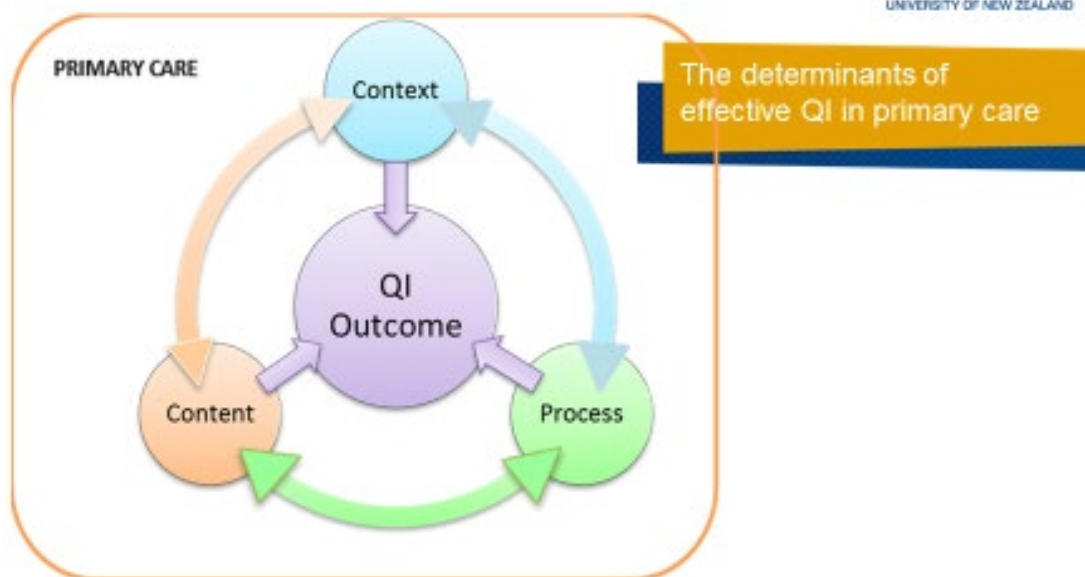 UNIVERSITY OF NEW ZEALAND
PRIMARY CARE
The determinants of
effective QI in primary care
Context
QI
Outcome
Content
Process